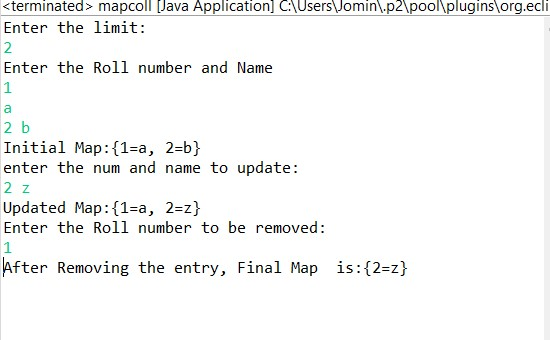 <terminated> mapcoll [Java Application] C:\Users\Jomin\.p2\pool\plugins\org.ecli
Enter the limit:
2
Enter the Roll number and Name
1
a
2 b
Initial Map:{1=a, 2=b}
enter the num and name to update:
2 z
Updated Map:{1=a, 2=z}
Enter the Roll number to be removed:
1
After Removing the entry, Final Map  is:{2=z}